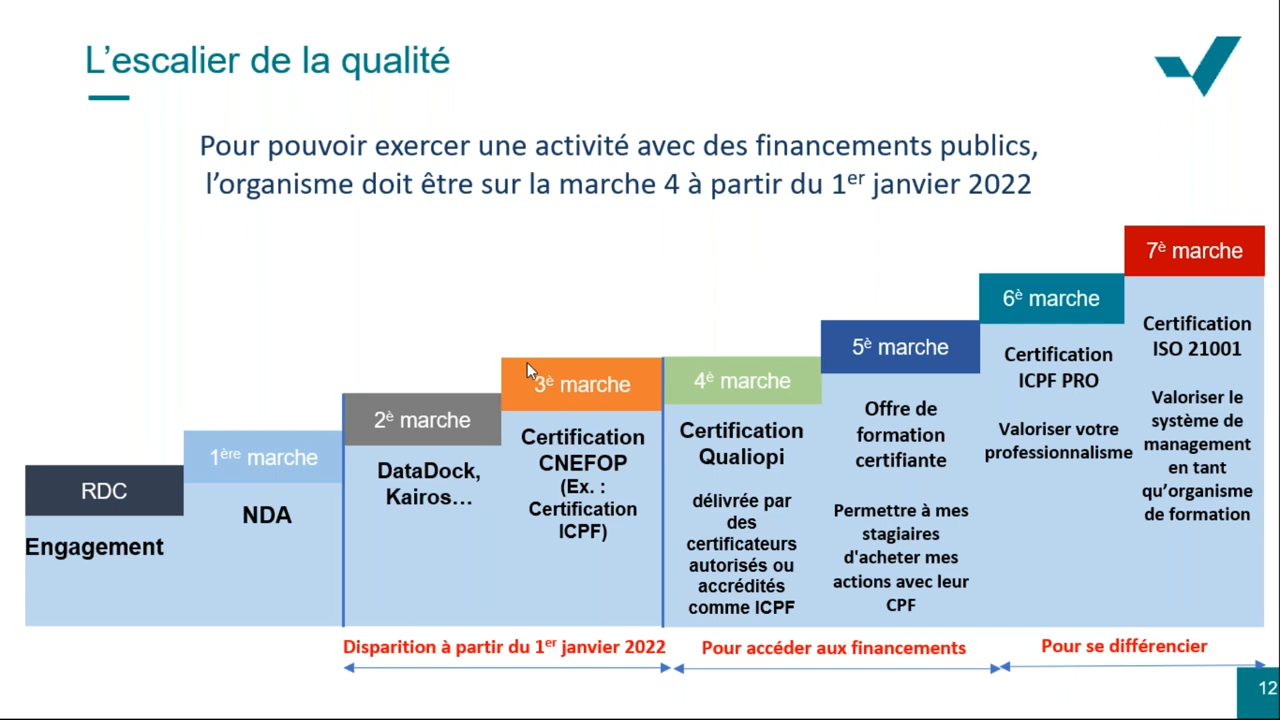 L'escalier de la qualité
Pour pouvoir exercer une activité avec des financements publics,
l'organisme doit être sur la marche 4 à partir du 1er janvier 2022
RDC
Engagement
1ère marche
NDA
2è marche
DataDock,
Kairos…
3è marche
Certification
CNEFOP
(Ex. :
Certification
ICPF)
4è marche
Certification
Qualiopi
délivrée par
des
certificateurs
autorisés ou
accrédités
comme ICPF
5è marche
Offre de
formation
certifiante
Permettre à mes
stagiaires
d'acheter mes
actions avec leur
CPF
6è marche
Certification
ICPF PRO
Valoriser votre
professionnalisme
7è marche
Certification
ISO 21001
Valoriser le
système de
management
en tant
qu'organisme
de formation
Disparition à partir du 1er janvier 2022
Pour accéder aux financements
Pour se différencier
12